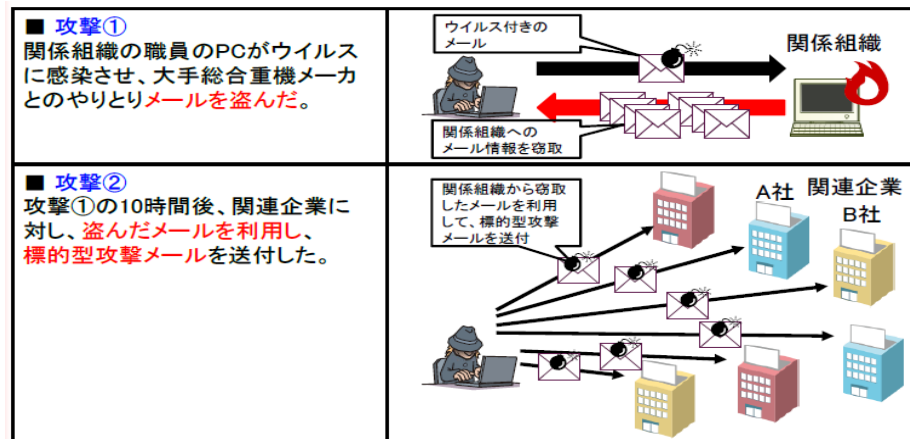 ■ 攻撃①
関係組織の職員のPCがウイルス
に感染させ、大手総合重機メーカ
とのやりとりメールを盗んだ。
ウイルス付きの
メール
関係組織
関係組織への
メール情報を窃取
■ 攻撃②
攻撃①の10時間後、関連企業に
対し、盗んだメールを利用し、
標的型攻撃メールを送付した。
関係組織から窃取
したメールを利用
して、標的型攻撃
メールを送付
A社
関連企業
B社